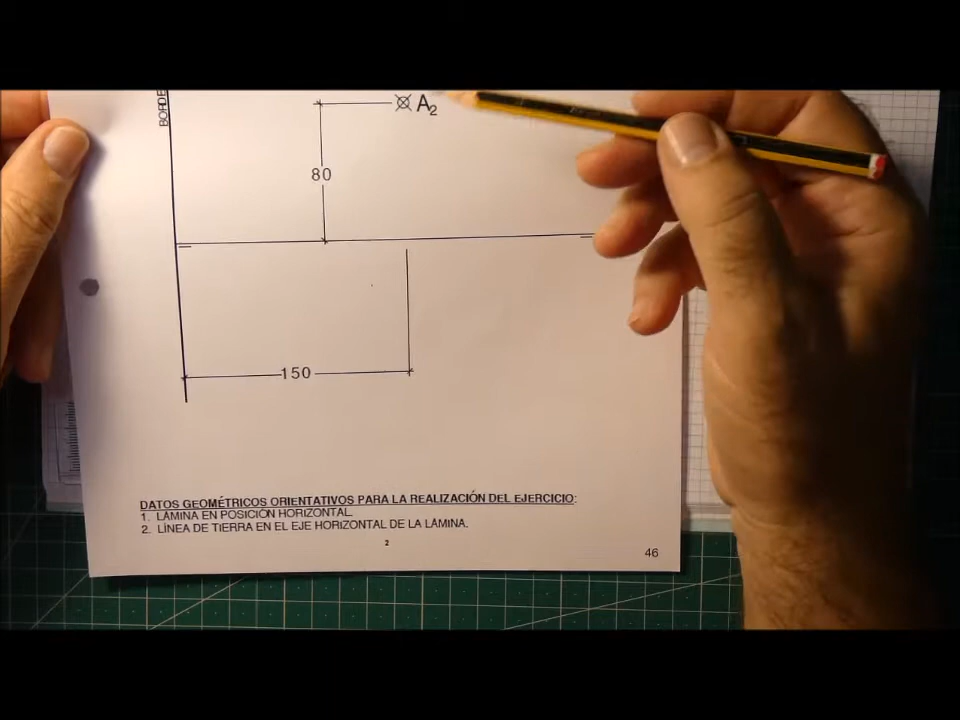 BORDE
A2
80
150
DATOS GEOMÉTRICOS ORIENTATIVOS PARA LA REALIZACIÓN DEL EJERCICIO:
1. LÁMINA EN POSICIÓN HORIZONTAL.
2. LÍNEA DE TIERRA EN EL EJE HORIZONTAL DE LA LÁMINA.
2
46